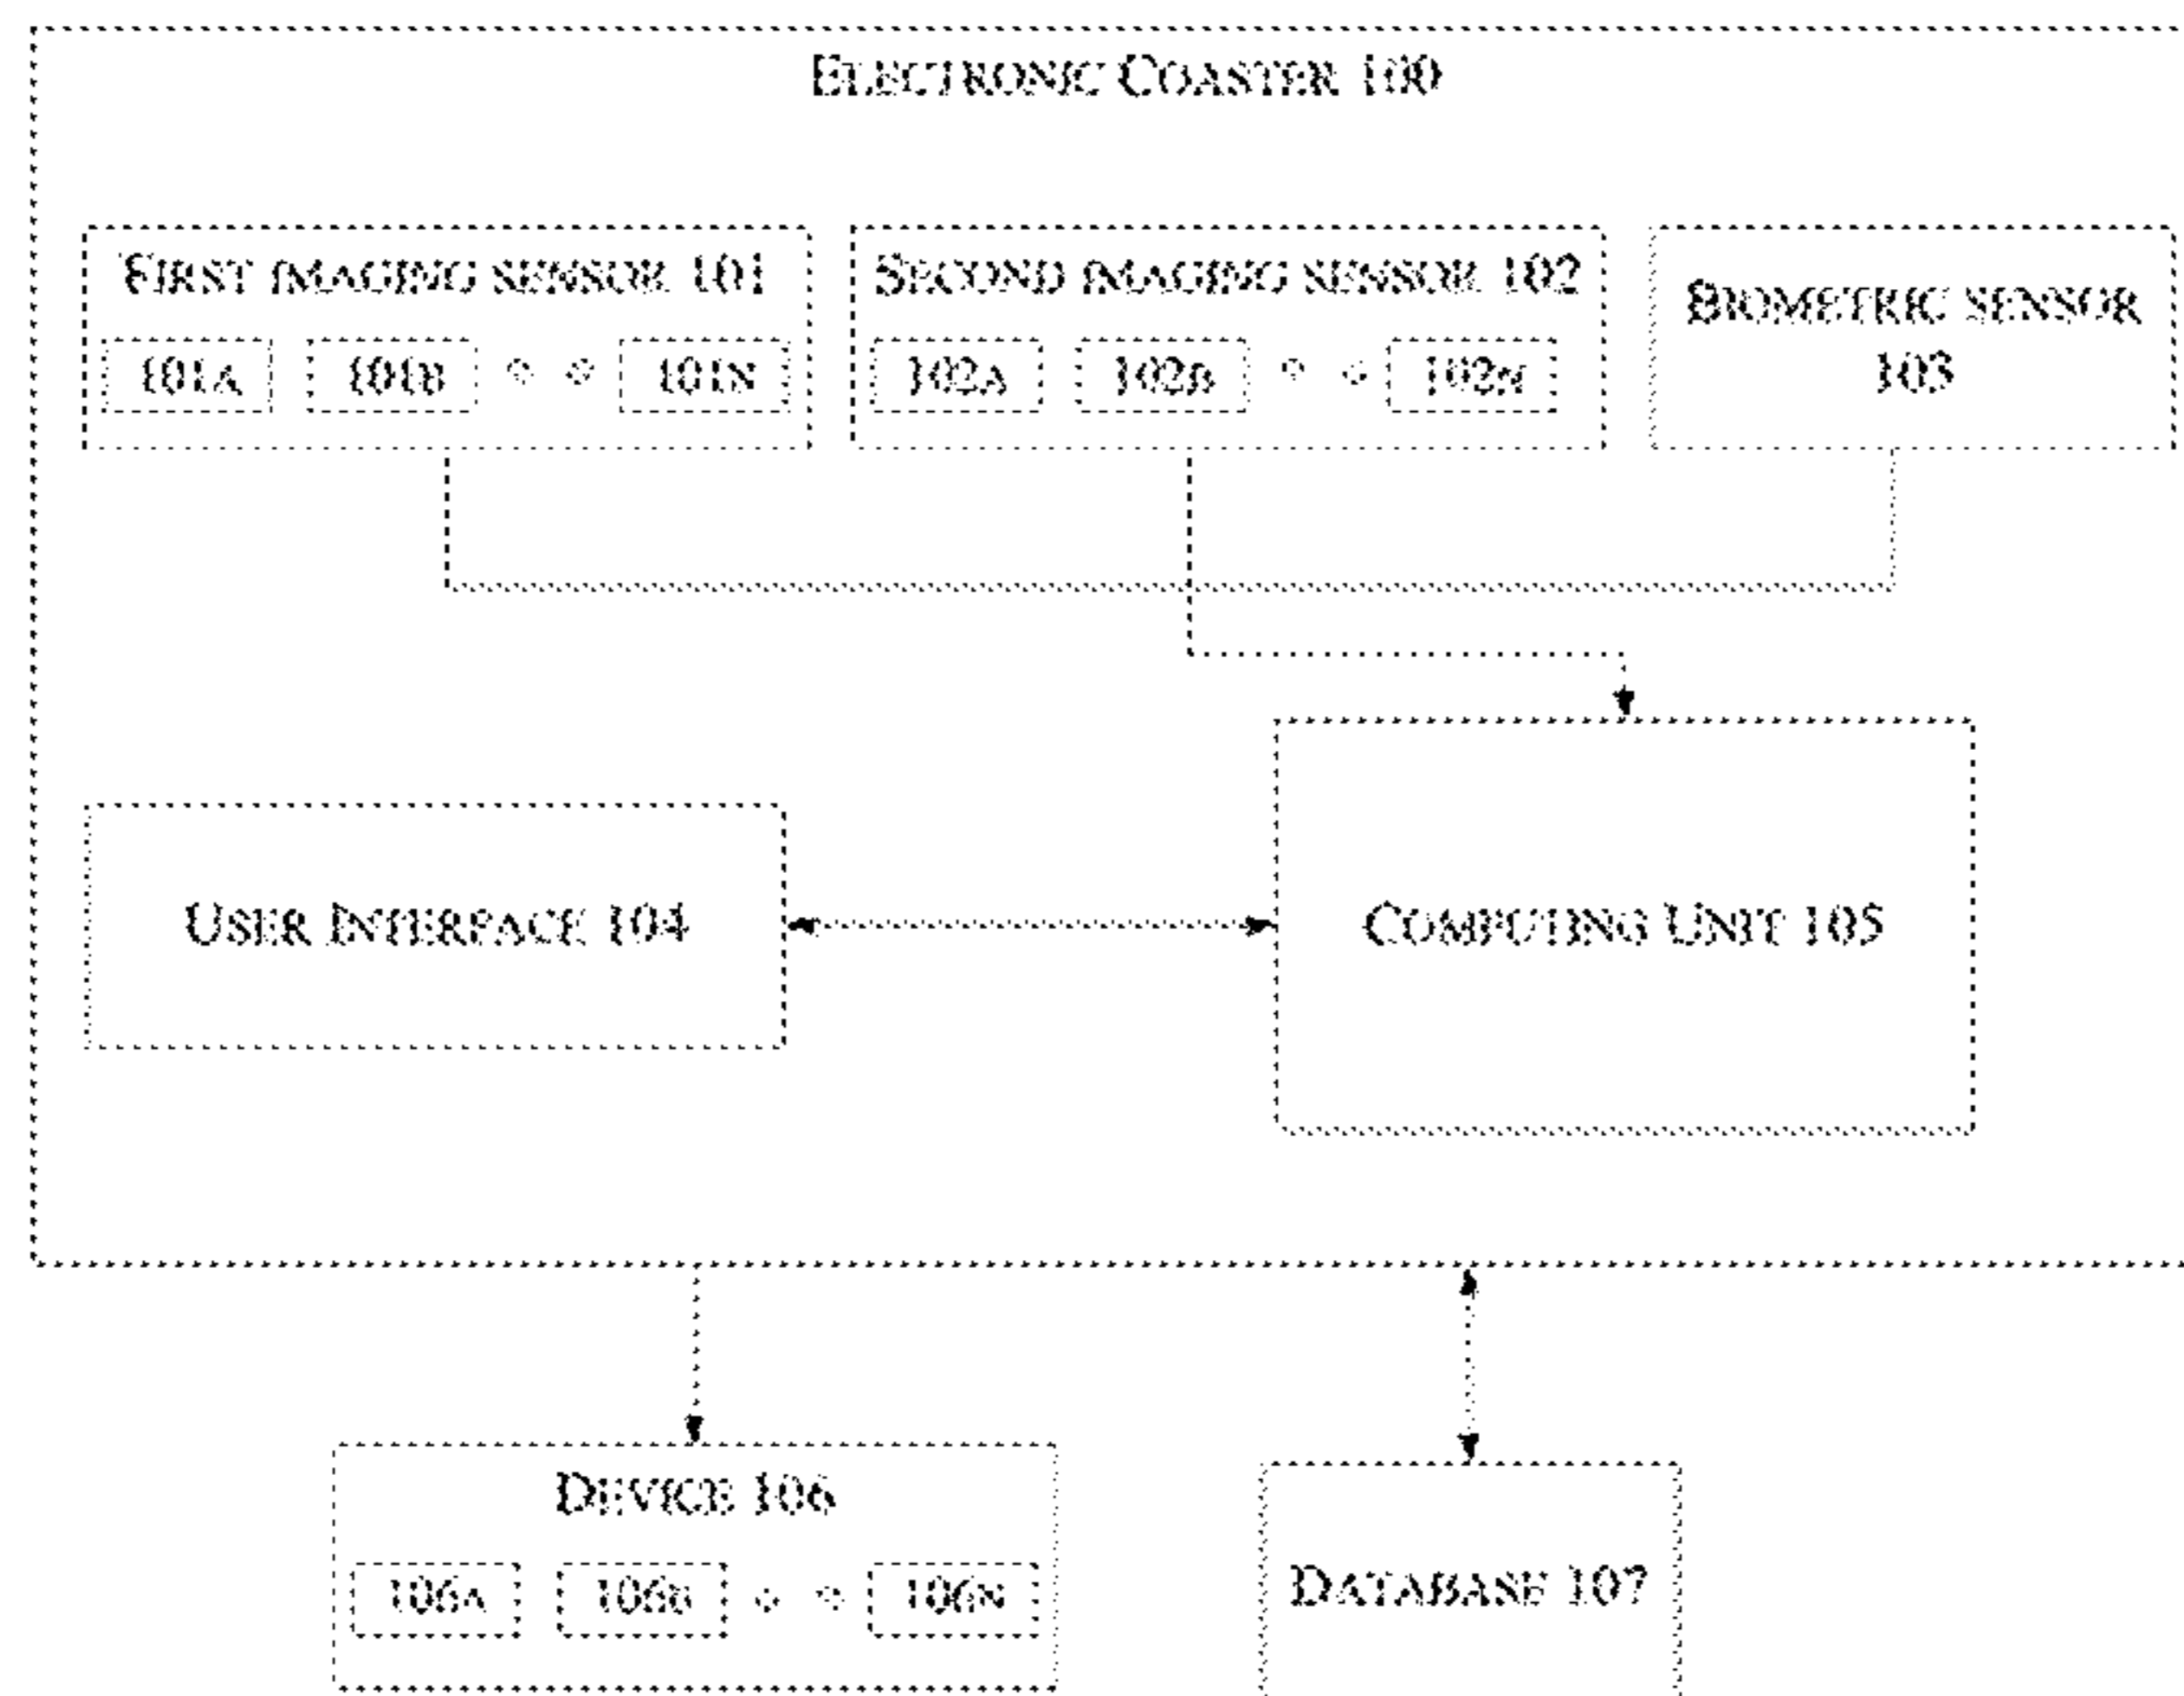 ELECTRONIC COASTER 100
FIRST IMAGING SENSOR 101
101A 101B 101N
SECOND IMAGING SENSOR 102
102A 102B 102N
BIOMETRIC SENSOR
103
USER INTERFACE 104
COMPUTING UNIT 105
DEVICE 106
106A 106B 106N
DATABASE 107